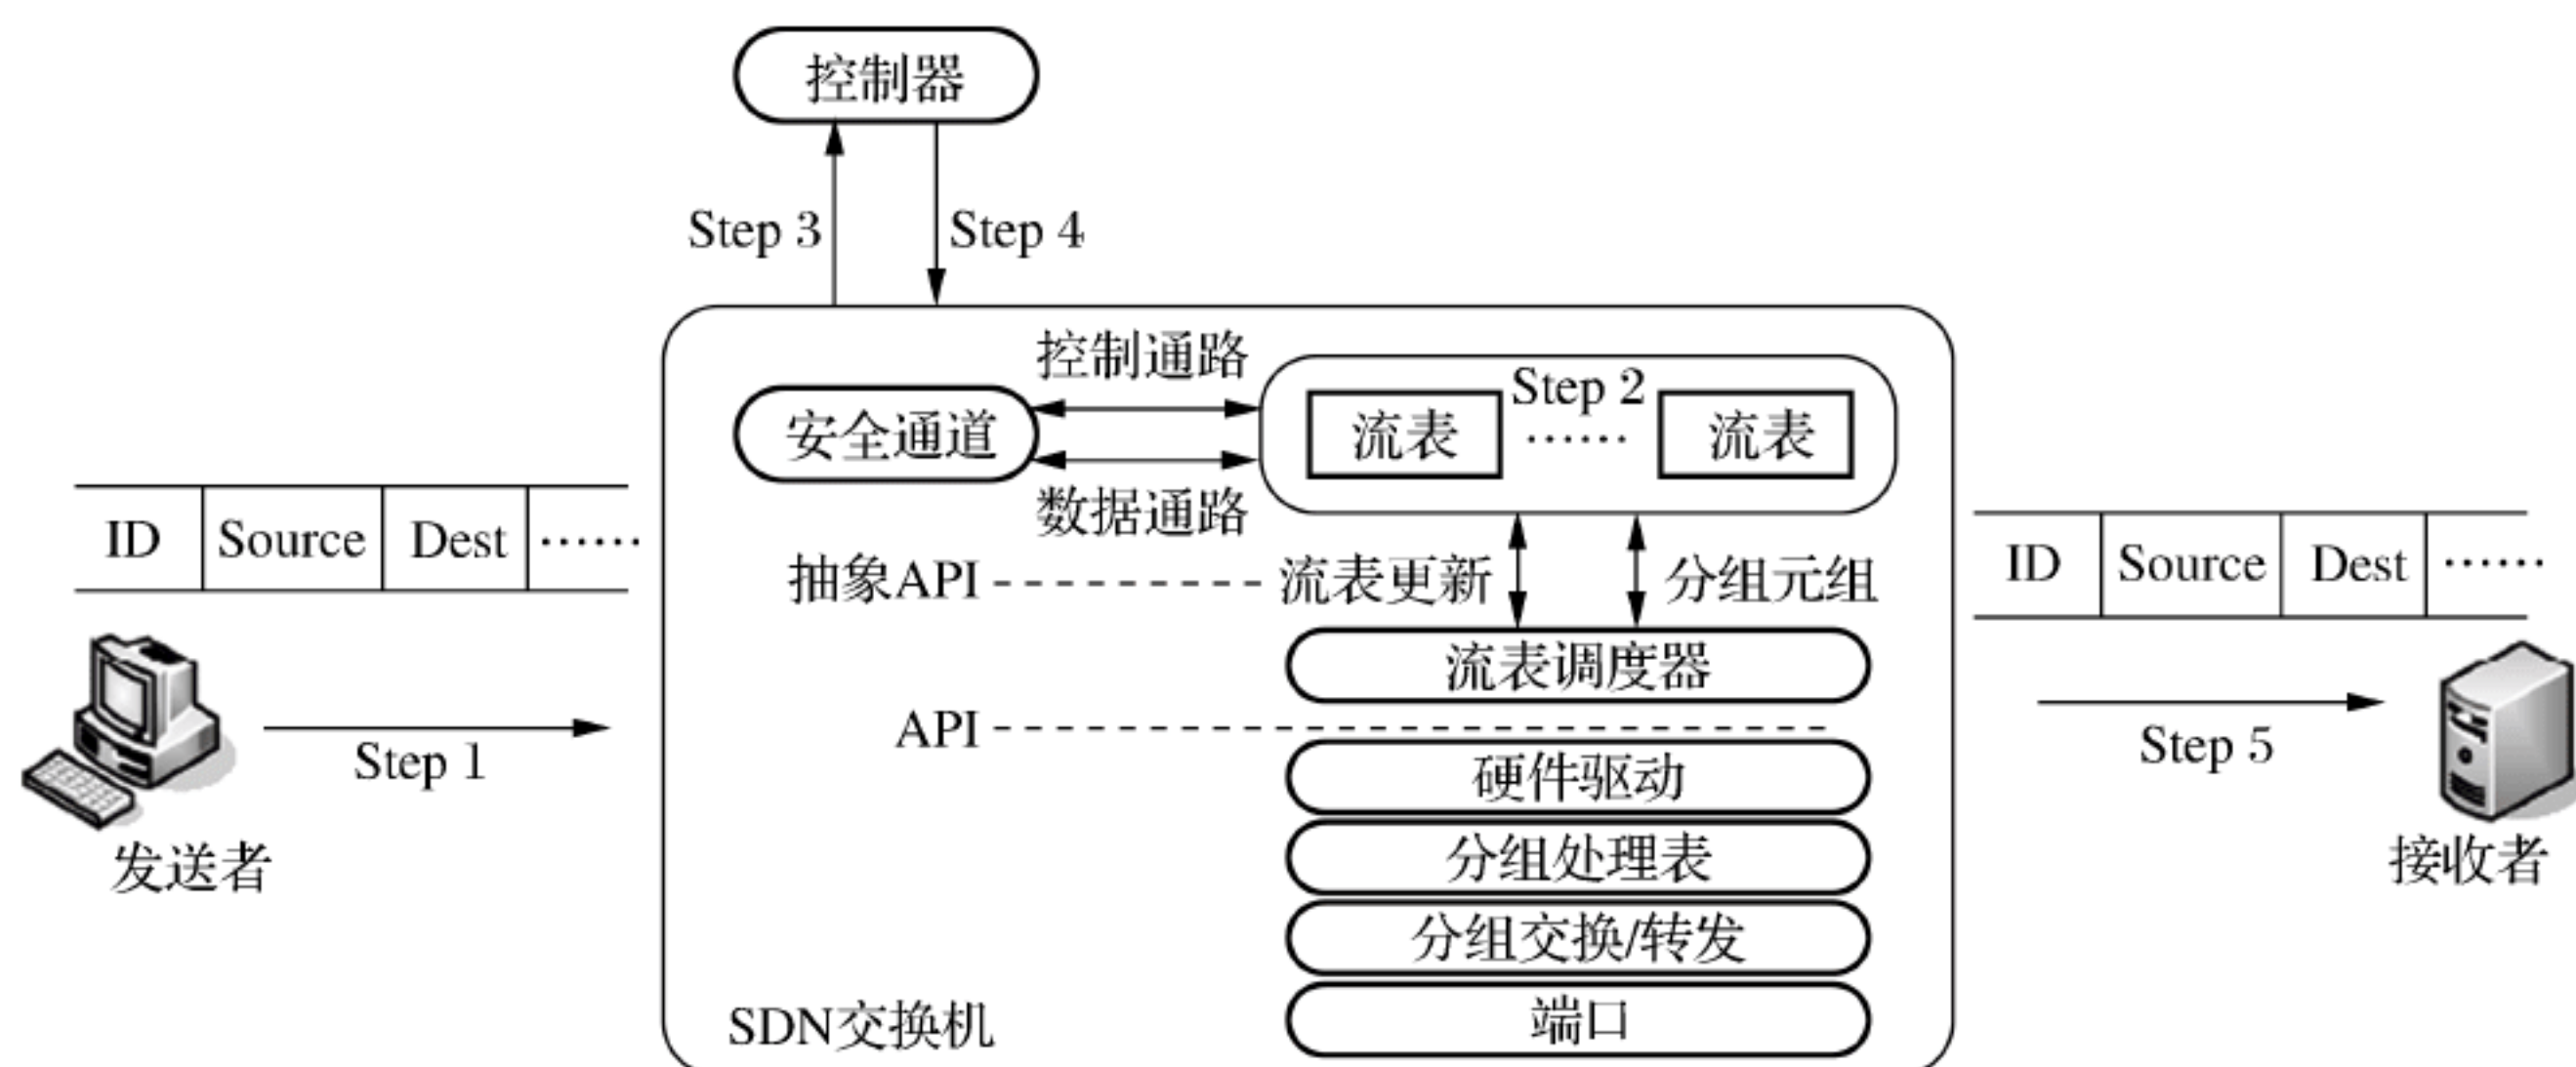 控制器
Step 3
Step 4
控制通路
Step 2
安全通道
流表
……
流表
数据通路
ID
Source
Dest
……
抽象API
流表更新
分组元组
ID
Source
Dest
……
流表调度器
Step 1
API
Step 5
硬件驱动
发送者
分组处理表
接收者
分组交换/转发
SDN交换机
端口